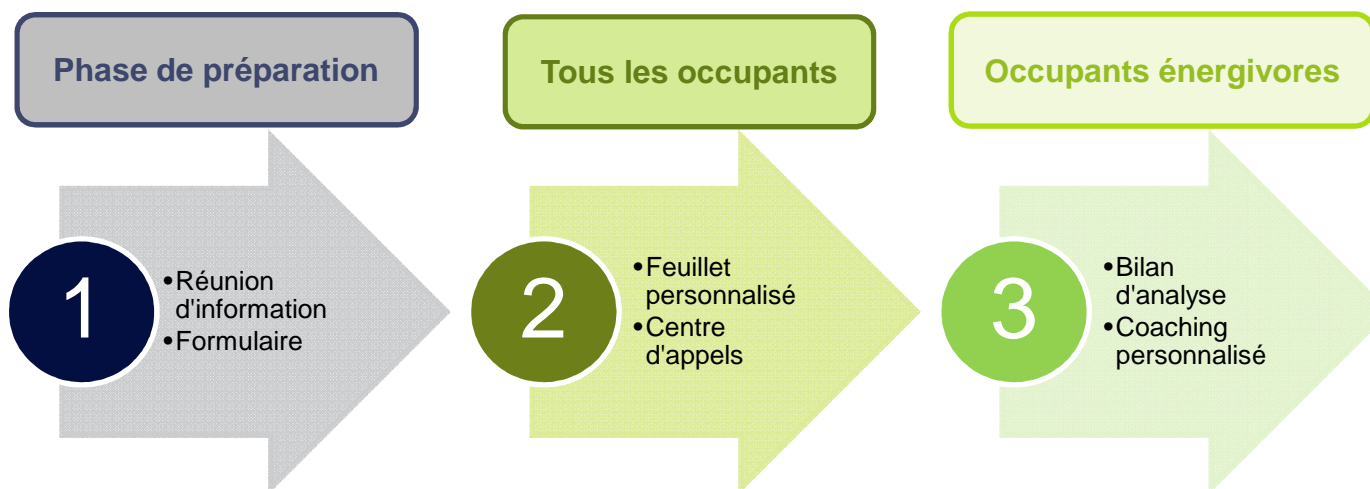 Phase de préparation
1
•Réunion
d'information
•Formulaire
Tous les occupants
2
•Feuillet
personnalisé
•Centre
d'appels
Occupants énergivores
3
•Bilan
d'analyse
•Coaching
personnalisé